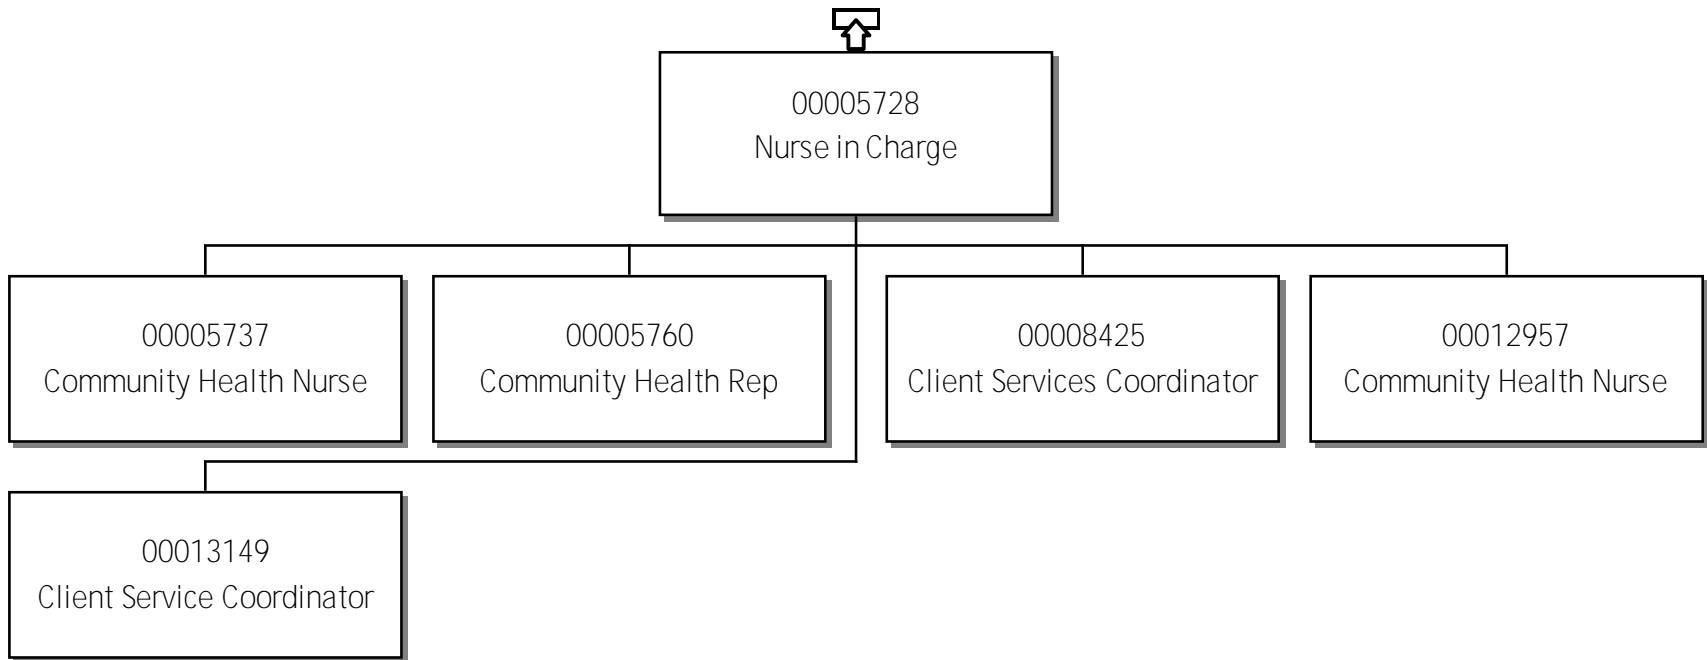 00005728
Nurse in Charge
00005737
Community Health Nurse
00005760
Community Health Rep
00008425
Client Services Coordinator
00012957
Community Health Nurse
00013149
Client Service Coordinator